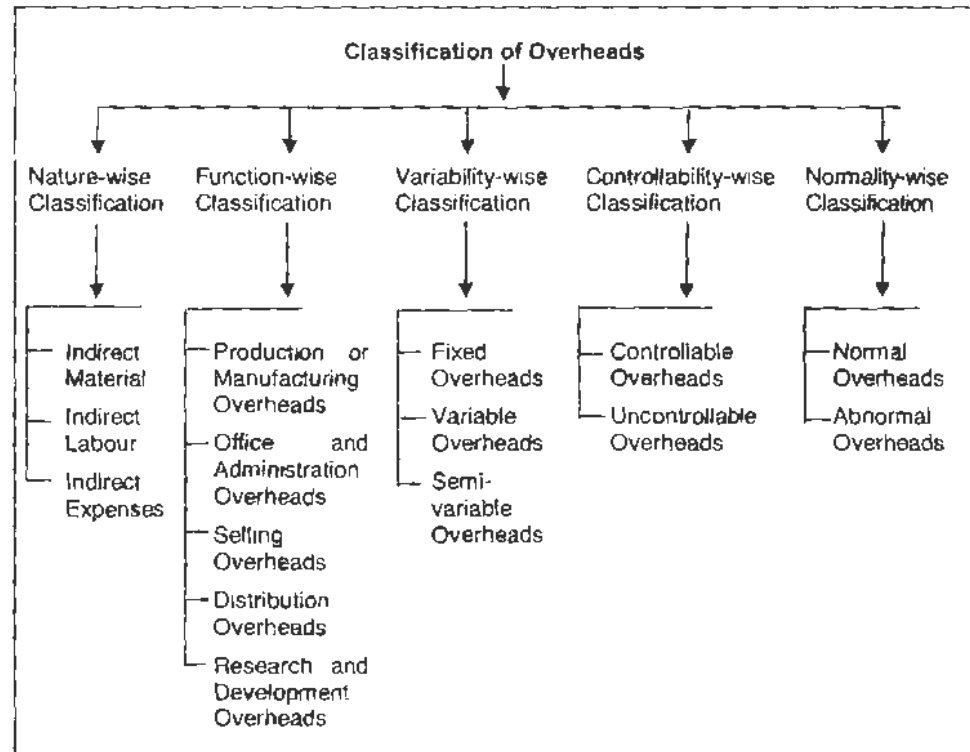 Classification of Overheads
Nature-wise
Classification
Function-wise
Classification
Variability-wise
Classification
Controllability-wise
Classification
Normality-wise
Classification
Indirect
Material
Indirect
Labour
Indirect
Expenses
Production or
Manufacturing
Overheads
Office and
Administration
Overheads
Selling
Overheads
Distribution
Overheads
Research and
Development
Overheads
Fixed
Overheads
Variable
Overheads
Semi-
variable
Overheads
Controllable
Overheads
Uncontrollable
Overheads
Normal
Overheads
Abnormal
Overheads